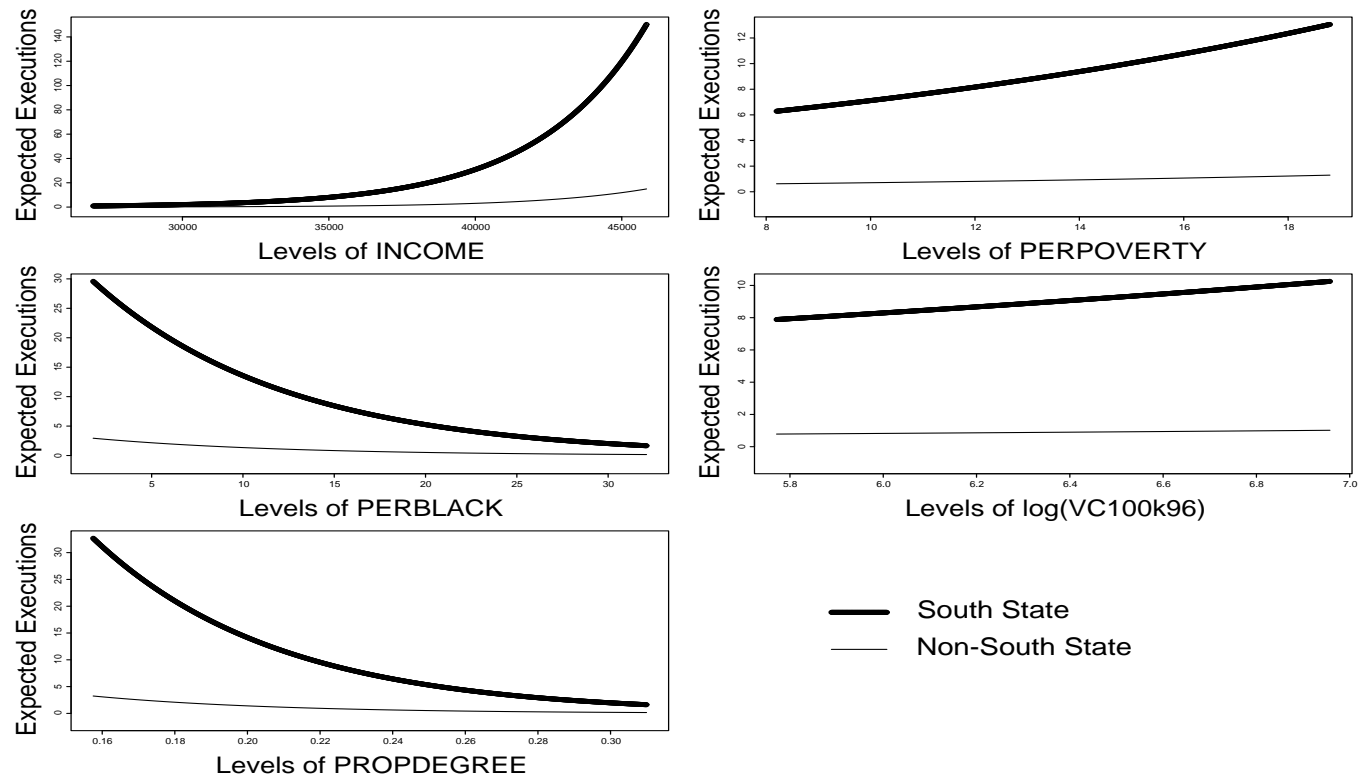 Expected Executions
0 20 40 60 80 100 120 140
30000 35000 40000 45000
Levels of INCOME
Expected Executions
0 2 4 6 8 10 12
8 10 12 14 16 18
Levels of PERPOVERTY
Expected Executions
0 5 10 15 20 25 30
5 10 15 20 25 30
Levels of PERBLACK
Expected Executions
0 2 4 6 8 10
5.8 6.0 6.2 6.4 6.6 6.8 7.0
Levels of log(VC100k96)
Expected Executions
0 5 10 15 20 25 30
0.16 0.18 0.20 0.22 0.24 0.26 0.28 0.30
Levels of PROPDEGREE
South State
Non-South State